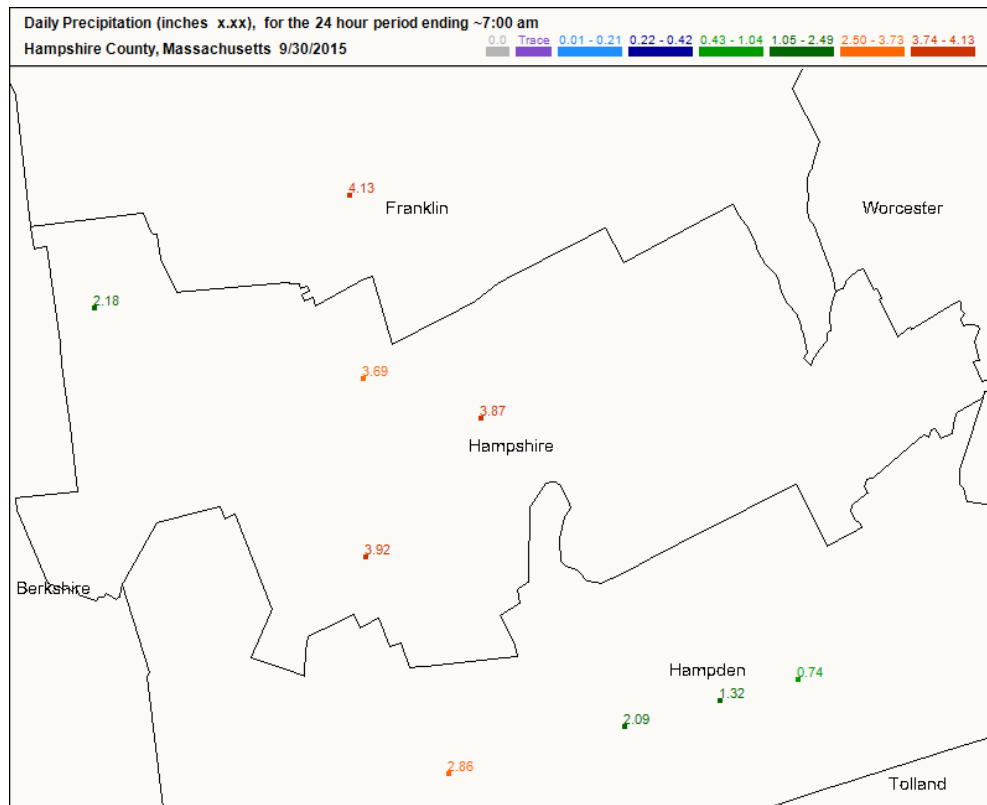 Daily Precipitation (inches x.xx), for the 24 hour period ending ~7:00 am
Hampshire County, Massachusetts 9/30/2015
0.0 Trace 0.01 - 0.21 0.22 - 0.42 0.43 - 1.04 1.05 - 2.49 2.50 - 3.73 3.74 - 4.13
4.13
Franklin
Worcester
2.18
3.69
3.87
Hampshire
3.92
Berkshire
Hampden
0.74
1.32
2.09
2.86
Tolland